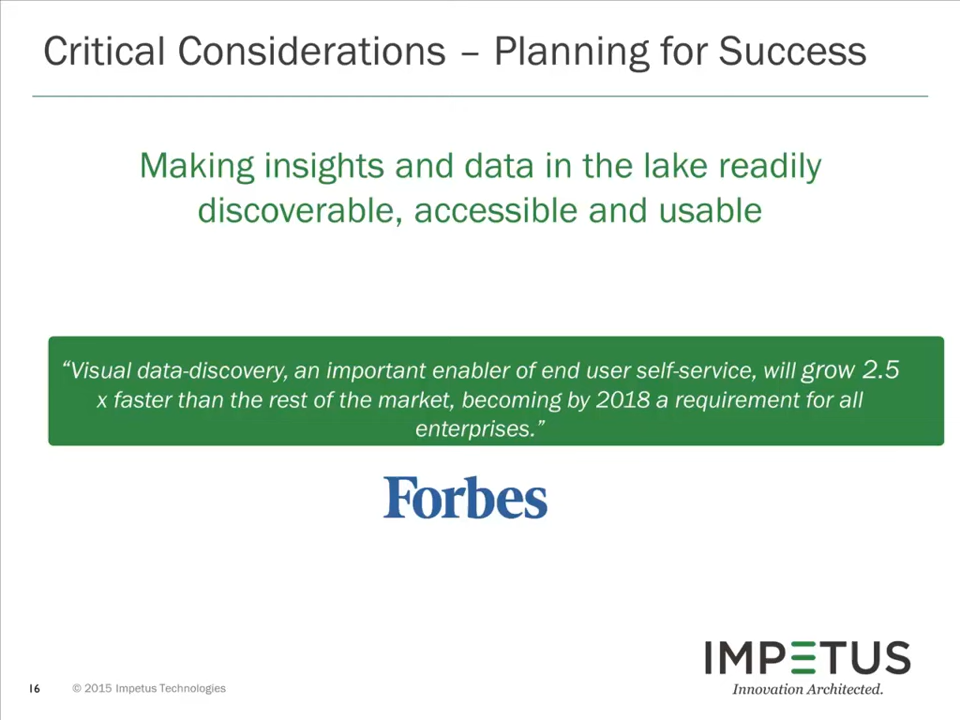 Critical Considerations – Planning for Success
Making insights and data in the lake readily
discoverable, accessible and usable
“Visual data-discovery, an important enabler of end user self-service, will grow 2.5
x faster than the rest of the market, becoming by 2018 a requirement for all
enterprises.”
Forbes
IMPETUS
Innovation Architected.
16 © 2015 Impetus Technologies